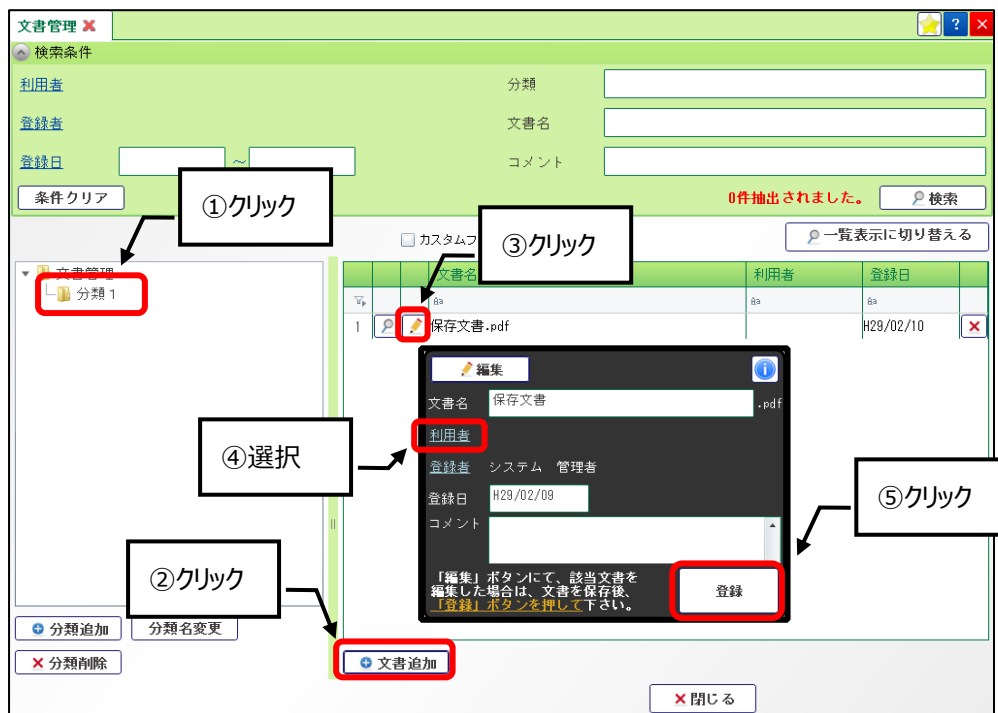 文書管理
?
検索条件
利用者
分類
登録者
文書名
登録日
~
コメント
条件クリア
0件抽出されました。
検索
①クリック
カスタムフ
③クリック
一覧表示に切り替える
文書管理
分類1
文書名
利用者
登録日
1
保存文書.pdf
H29/02/10
編集
文書名
保存文書
.pdf
利用者
④選択
登録者
システム 管理者
登録日
H29/02/09
コメント
⑤クリック
②クリック
「編集」ボタンにて、該当文書を
編集した場合は、文書を保存後、
「登録」ボタンを押して下さい。
登録
分類追加
分類名変更
分類削除
文書追加
閉じる